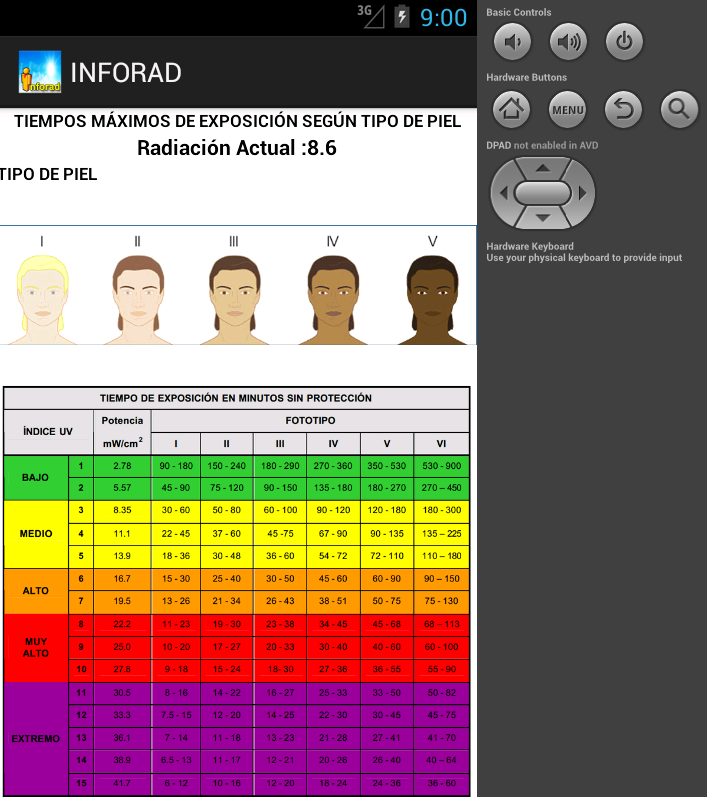 3G 9:00
Inforad INFORAD
TIEMPOS MÁXIMOS DE EXPOSICIÓN SEGÚN TIPO DE PIEL
Radiación Actual :8.6
TIPO DE PIEL
I II III IV V
TIEMPO DE EXPOSICIÓN EN MINUTOS SIN PROTECCIÓN
ÍNDICE UV Potencia mW/cm² FOTOTIPO
I II III IV V VI
BAJO
1 2.78 90 - 180 150 - 240 180 - 290 270 - 360 350 - 530 530 - 900
2 5.57 45 - 90 75 - 120 90 - 150 135 - 180 180 - 270 270 – 450
MEDIO
3 8.35 30 - 60 50 - 80 60 - 100 90 - 120 120 - 180 180 - 300
4 11.1 22 - 45 37 - 60 45 -75 67 - 90 90 - 135 135 – 225
5 13.9 18 - 36 30 - 48 36 - 60 54 - 72 72 - 110 110 – 180
ALTO
6 16.7 15 - 30 25 - 40 30 - 50 45 - 60 60 - 90 90 – 150
7 19.5 13 - 26 21 - 34 26 - 43 38 - 51 50 - 75 75 - 130
MUY ALTO
8 22.2 11 - 23 19 - 30 23 - 38 34 - 45 45 - 68 68 – 113
9 25.0 10 - 20 17 - 27 20 - 33 30 - 40 40 - 60 60 - 100
10 27.8 9 - 18 15 - 24 18 - 30 27 - 36 36 - 55 55 - 90
EXTREMO
11 30.5 8 - 16 14 - 22 16 - 27 25 - 33 33 - 50 50 - 82
12 33.3 7.5 - 15 12 - 20 14 - 25 22 - 30 30 - 45 45 - 75
13 36.1 7 - 14 11 - 18 13 - 23 21 - 28 27 - 41 41 - 70
14 38.9 6.5 - 13 11 - 17 12 - 21 20 - 26 26 - 40 40 – 64
15 41.7 6 - 12 10 - 16 12 - 20 18 - 24 24 - 36 36 - 60
Basic Controls
Hardware Buttons
MENU
DPAD not enabled in AVD
Hardware Keyboard
Use your physical keyboard to provide input